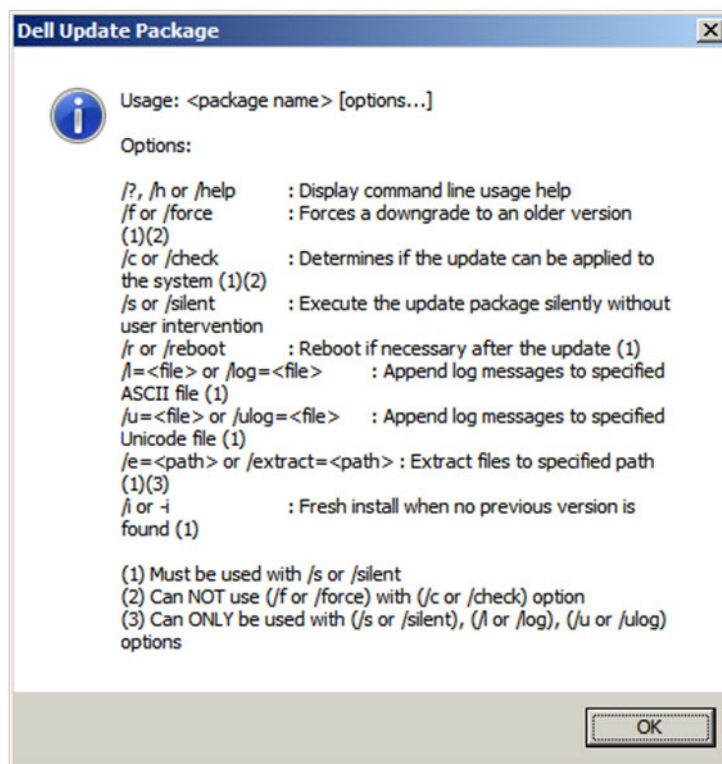 Dell Update Package
Usage: <package name> [options...]
Options:
/?, /h or /help : Display command line usage help
/f or /force : Forces a downgrade to an older version
(1)(2)
/c or /check : Determines if the update can be applied to
the system (1)(2)
/s or /silent : Execute the update package silently without
user intervention
/r or /reboot : Reboot if necessary after the update (1)
/l=<file> or /log=<file> : Append log messages to specified
ASCII file (1)
/u=<file> or /ulog=<file> : Append log messages to specified
Unicode file (1)
/e=<path> or /extract=<path> : Extract files to specified path
(1)(3)
/i or -i : Fresh install when no previous version is
found (1)
(1) Must be used with /s or /silent
(2) Can NOT use (/f or /force) with (/c or /check) option
(3) Can ONLY be used with (/s or /silent), (/l or /log), (/u or /ulog)
options
OK